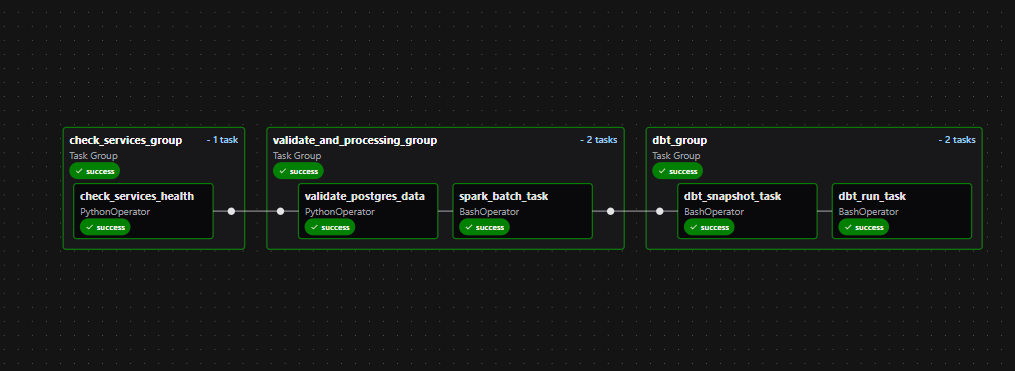 check_services_group - 1 task
Task Group
success
check_services_health
PythonOperator
success
validate_and_processing_group - 2 tasks
Task Group
success
validate_postgres_data
PythonOperator
success
spark_batch_task
BashOperator
success
dbt_group - 2 tasks
Task Group
success
dbt_snapshot_task
BashOperator
success
dbt_run_task
BashOperator
success